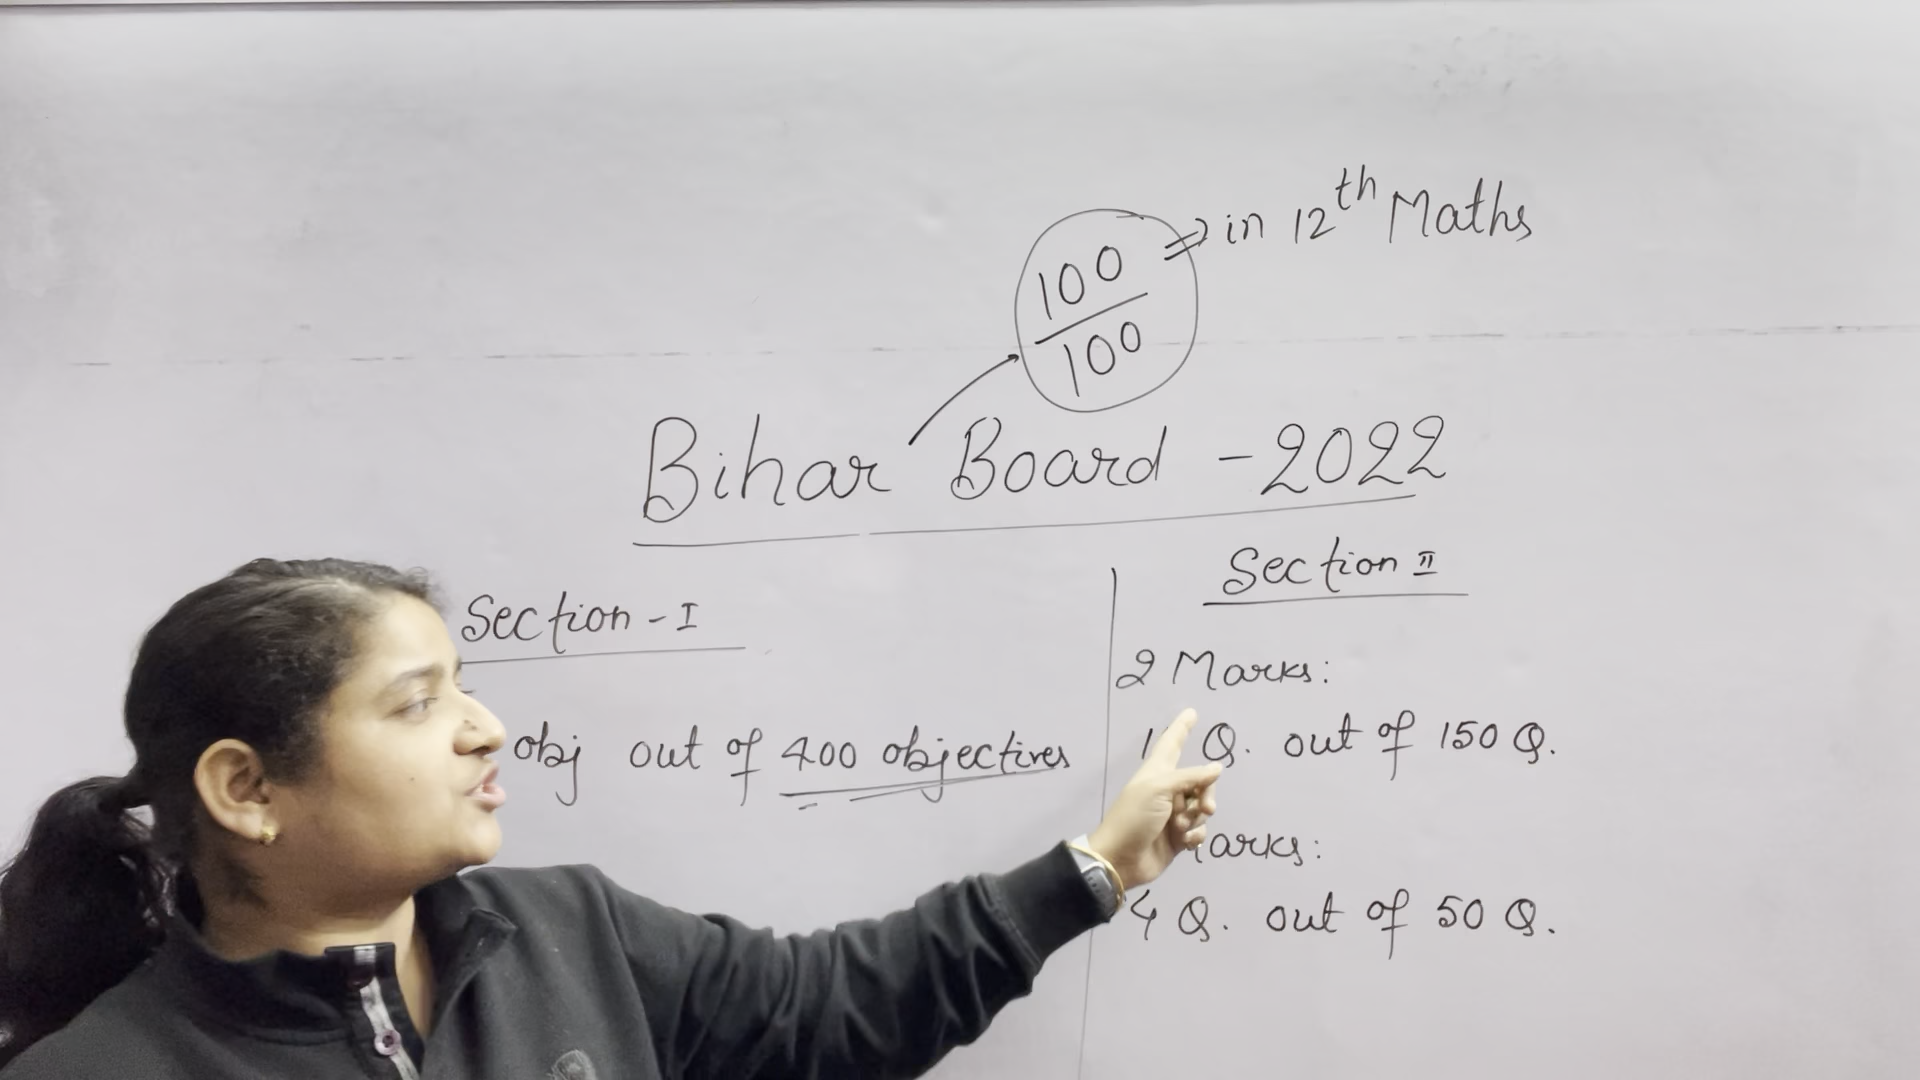 100 ⇒ in 12th Maths
100
Bihar Board - 2022
Section - I
obj out of 400 objectives
Section II
2 Marks:
Q. out of 150 Q.
arks:
4 Q. out of 50 Q.